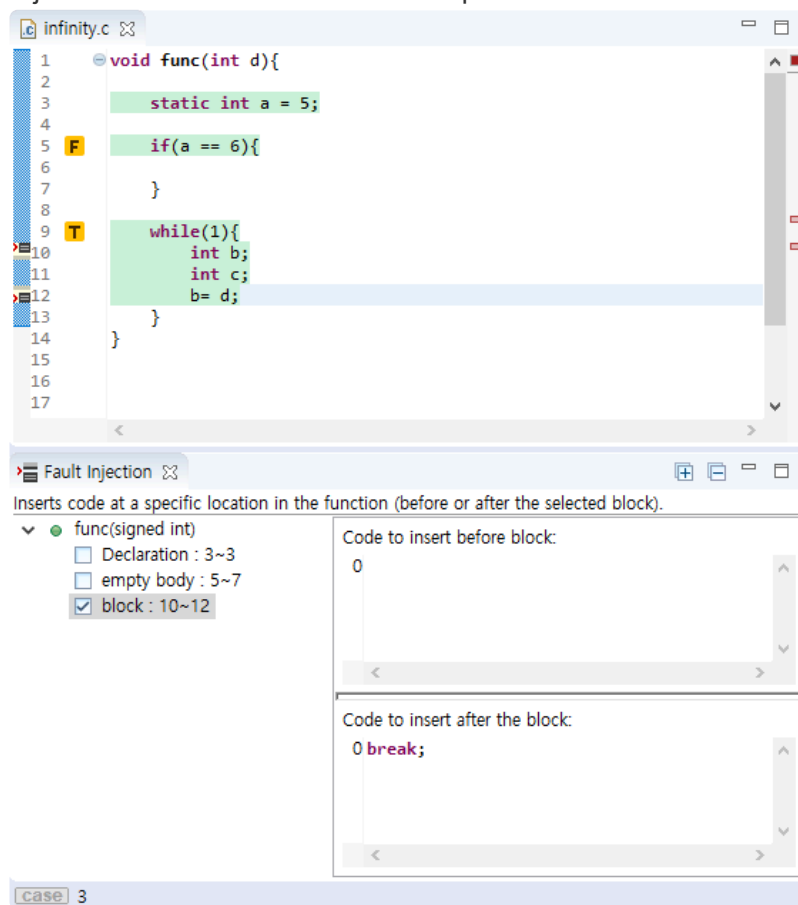 infinity.c
1 void func(int d){
2
3 static int a = 5;
4
5 F if(a == 6){
6
7 }
8
9 T while(1){
10 int b;
11 int c;
12 b= d;
13 }
14 }
15
16
17
Fault Injection
Inserts code at a specific location in the function (before or after the selected block).
func(signed int)
Declaration : 3~3
empty body : 5~7
block : 10~12
Code to insert before block:
0
Code to insert after the block:
0 break;
case 3